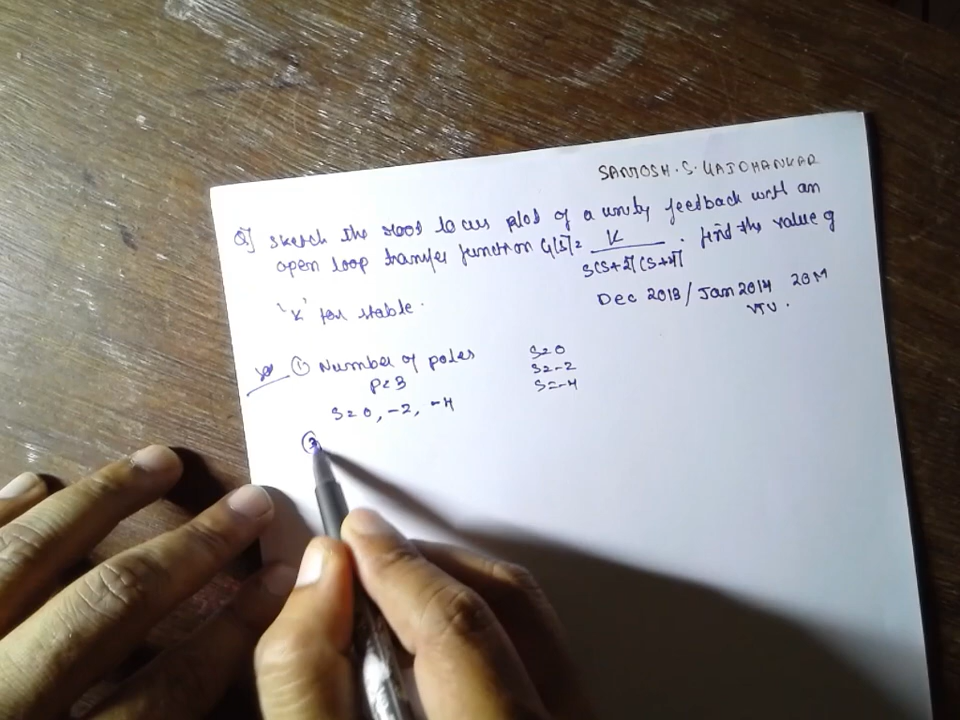 SANTOSH.S.GAJDHANKAR
Q] Sketch the root locus plot of a unity feedback with an
open loop transfer function G(s) = K / S(S+2)(S+4) . find the value of
'K' for stable.
Dec 2013/Jan 2014 20M
VTU.
① Number of poles
P=3
S=0, -2, -4
S=0
S=-2
S=-4
②